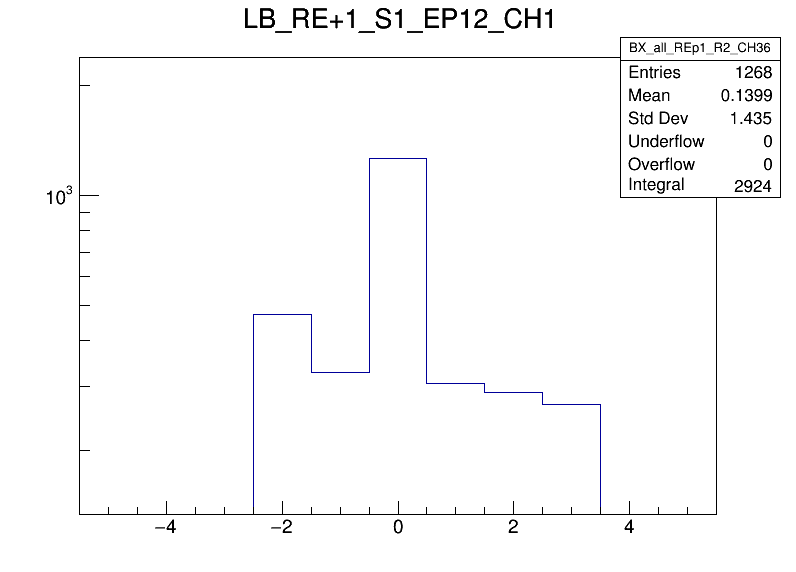 LB_RE+1_S1_EP12_CH1
BX_all_REp1_R2_CH36
Entries 1268
Mean 0.1399
Std Dev 1.435
Underflow 0
Overflow 0
Integral 2924
10³
−4 −2 0 2 4